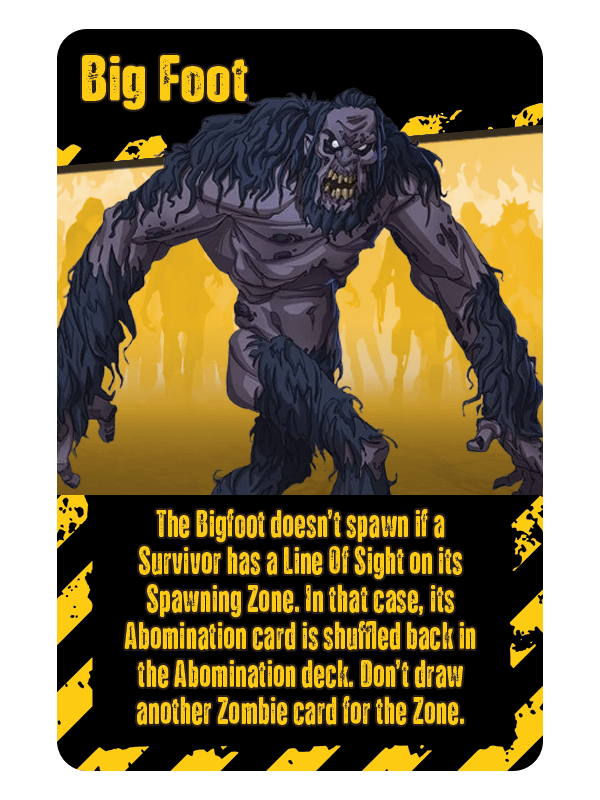 Big Foot
The Bigfoot doesn't spawn if a
Survivor has a Line Of Sight on its
Spawning Zone. In that case, its
Abomination card is shuffled back in
the Abomination deck. Don't draw
another Zombie card for the Zone.